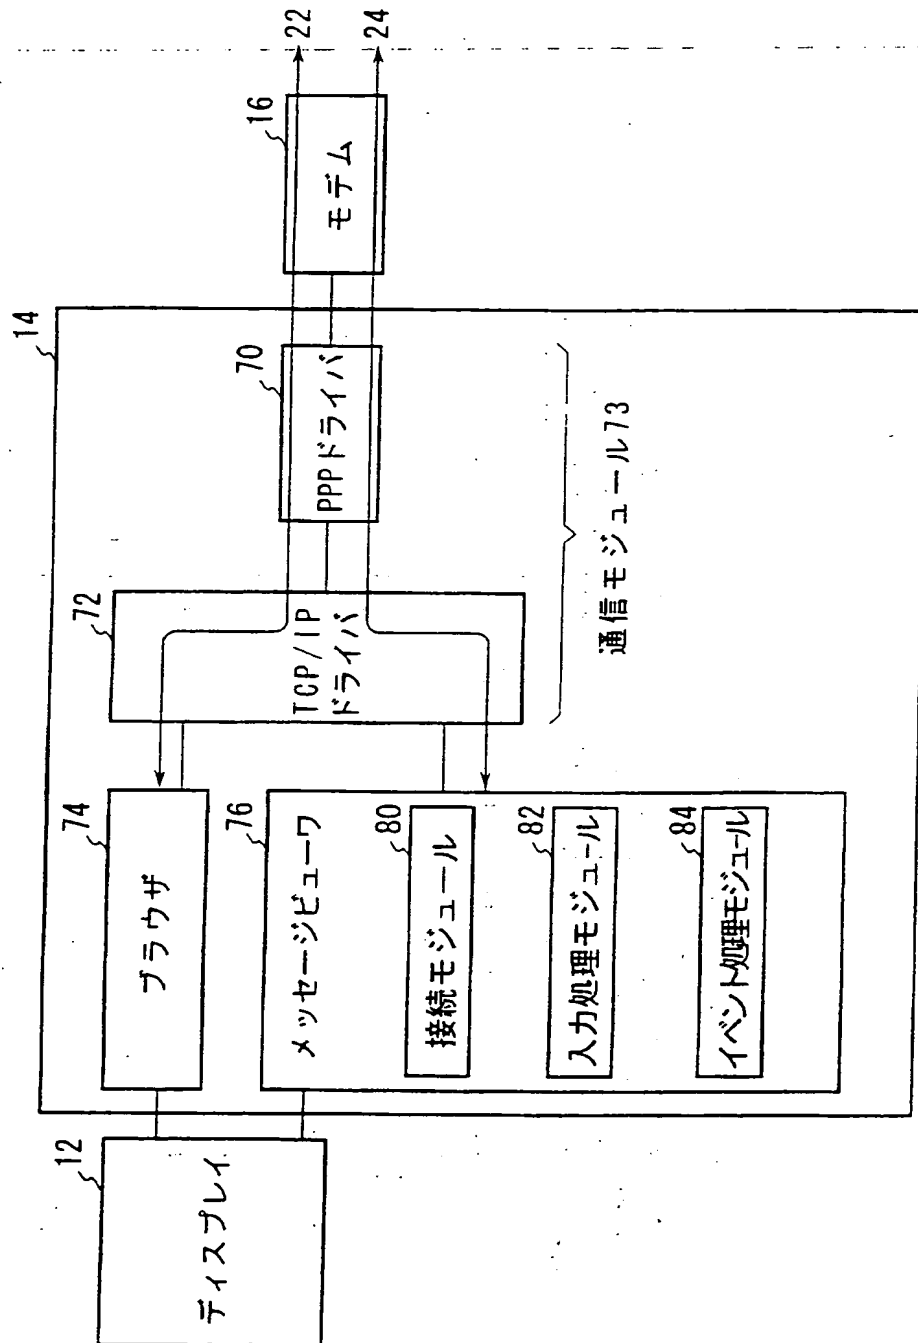 12
ディスプレイ
14
74
ブラウザ
76
メッセージビューワ
80
接続モジュール
82
入力処理モジュール
84
イベント処理モジュール
72
TCP/IP
ドライバ
70
PPPドライバ
通信モジュール73
16
モデム
22
24